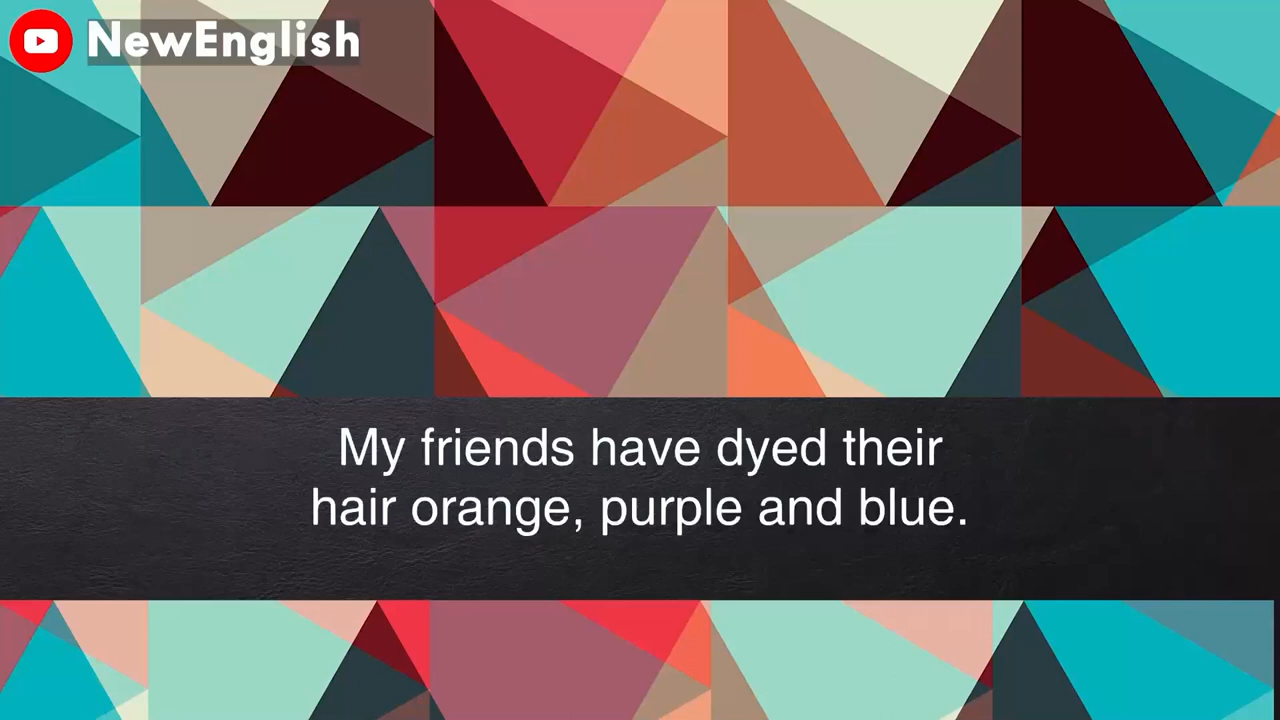 NewEnglish
My friends have dyed their
hair orange, purple and blue.